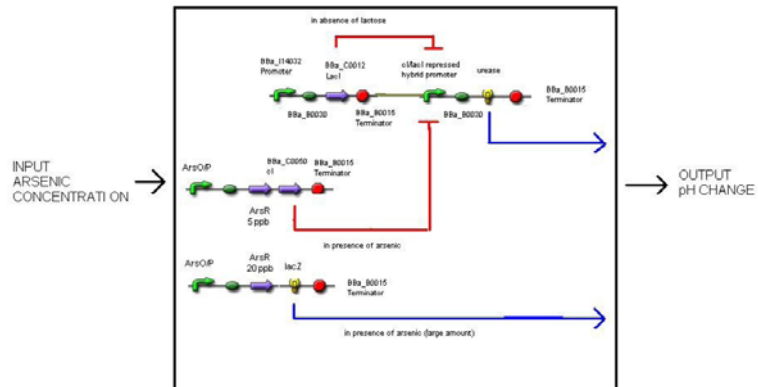 in absence of lactose
BBa_I14032
Promoter
BBa_C0012
LacI
cI/lacI repressed
hybrid promoter
urease
BBa_B0030
BBa_B0015
Terminator
BBa_B0030
BBa_B0015
Terminator
INPUT
ARSENIC
CONCENTRATION
ArsO/P
BBa_C0050
cI
BBa_B0015
Terminator
ArsR
5 ppb
in presence of arsenic
OUTPUT
pH CHANGE
ArsO/P
ArsR
20 ppb
lacZ
BBa_B0015
Terminator
in presence of arsenic (large amount)